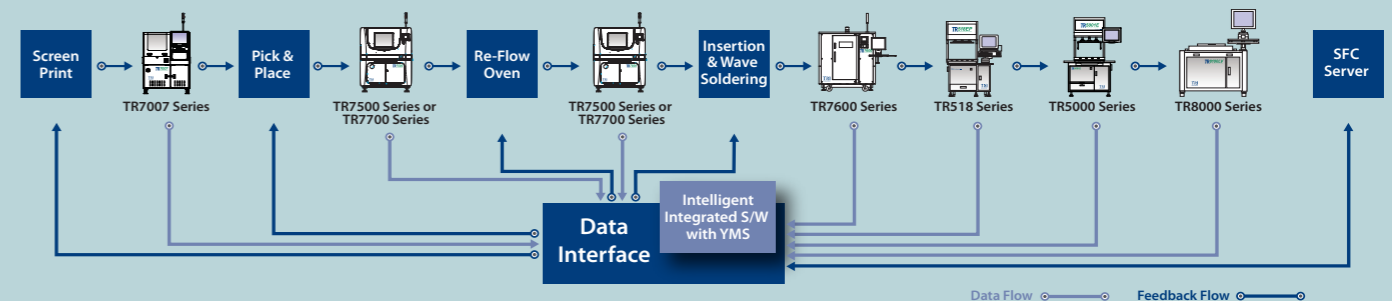 Screen
Print
TR7007 Series
Pick &
Place
TR7500 Series or
TR7700 Series
Re-Flow
Oven
TR7500 Series or
TR7700 Series
Insertion
& Wave
Soldering
TR7600 Series
TR518 Series
TR5000 Series
TR8000 Series
SFC
Server
Data
Interface
Intelligent
Integrated S/W
with YMS
Data Flow
Feedback Flow